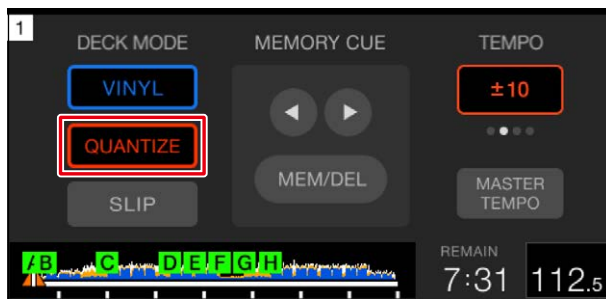 1
DECK MODE
MEMORY CUE
TEMPO
VINYL
±10
QUANTIZE
MEM/DEL
SLIP
MASTER
TEMPO
A B C D E F G H
REMAIN
7:31
112.5